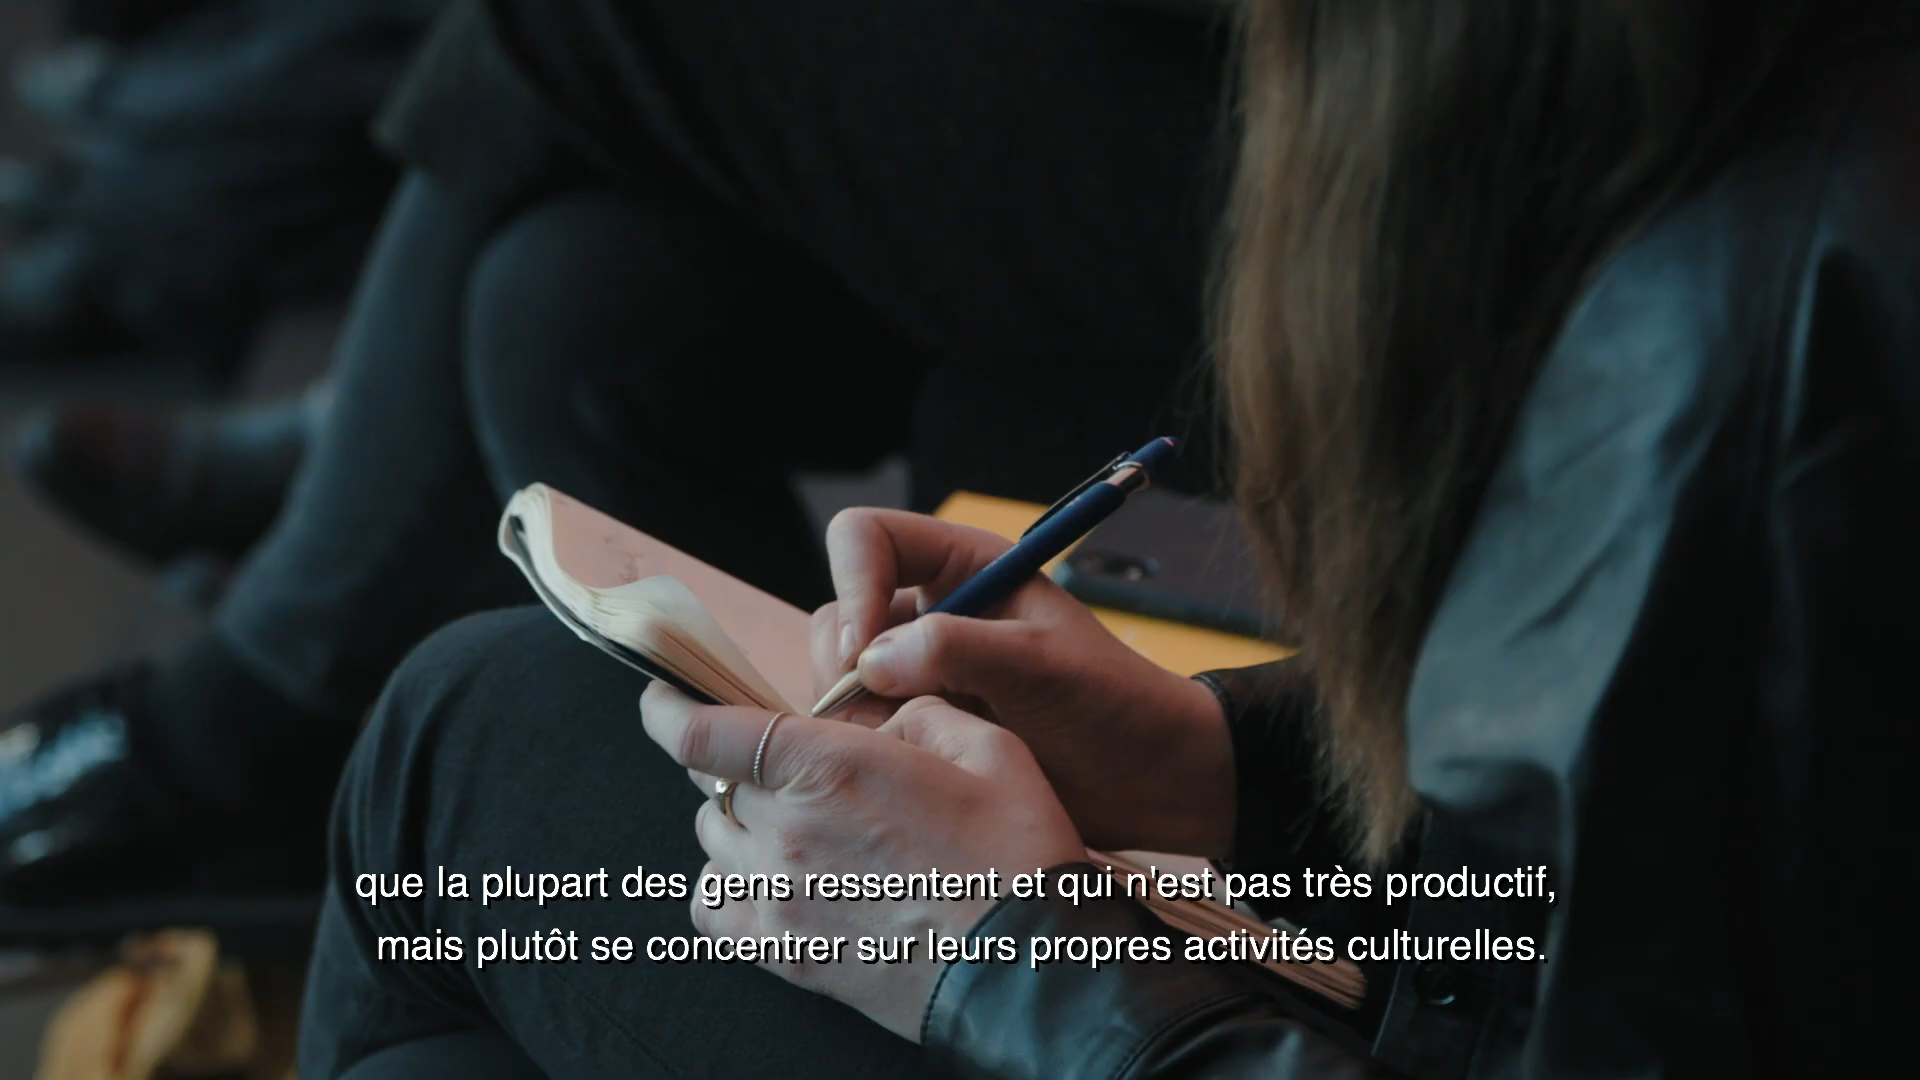 que la plupart des gens ressentent et qui n'est pas très productif,
mais plutôt se concentrer sur leurs propres activités culturelles.